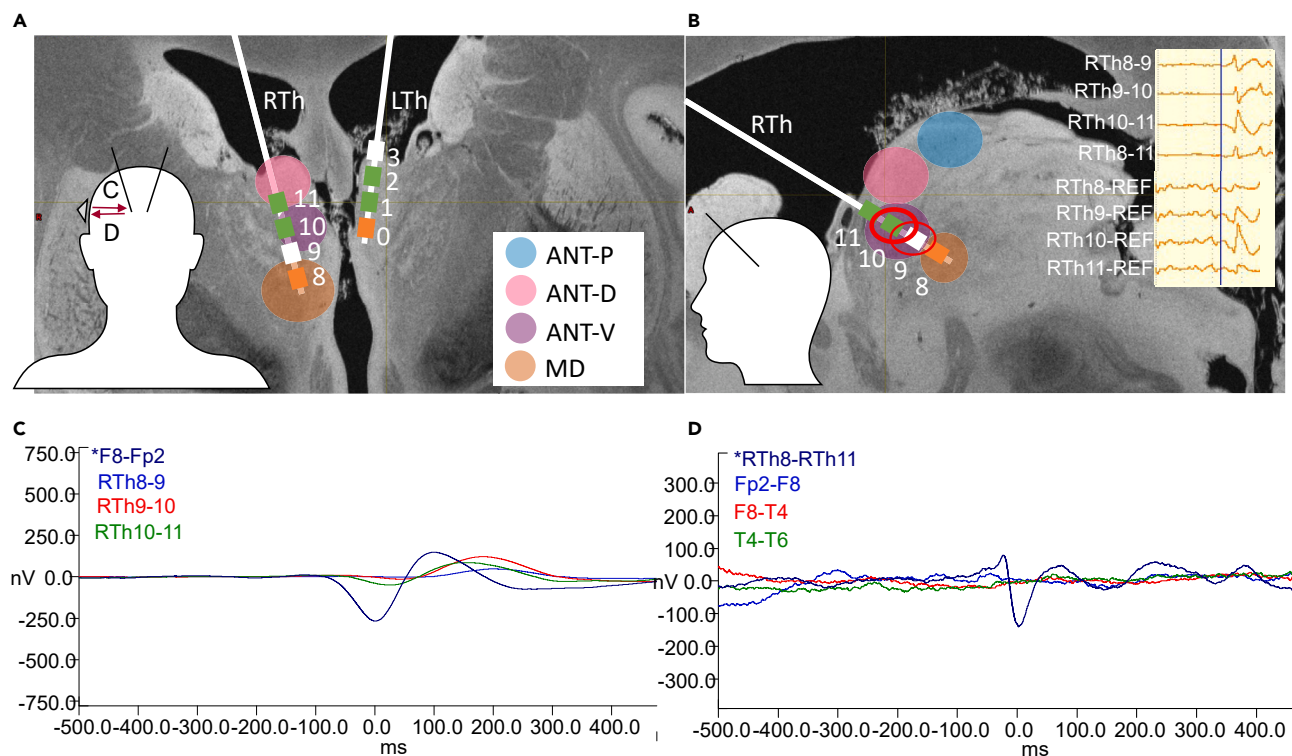 A
RTh
LTh
3
2
1
0
11
10
9
8
C
D
ANT-P
ANT-D
ANT-V
MD
B
RTh
11
10
9
8
RTh8-9
RTh9-10
RTh10-11
RTh8-11
RTh8-REF
RTh9-REF
RTh10-REF
RTh11-REF
C
750.0
500.0
250.0
nV 0.0
-250.0
-500.0
-750.0
*F8-Fp2
RTh8-9
RTh9-10
RTh10-11
-500.0 -400.0 -300.0 -200.0 -100.0 0.0 100.0 200.0 300.0 400.0
ms
D
300.0
200.0
100.0
nV 0.0
-100.0
-200.0
-300.0
*RTh8-RTh11
Fp2-F8
F8-T4
T4-T6
-500.0 -400.0 -300.0 -200.0 -100.0 0.0 100.0 200.0 300.0 400.0
ms